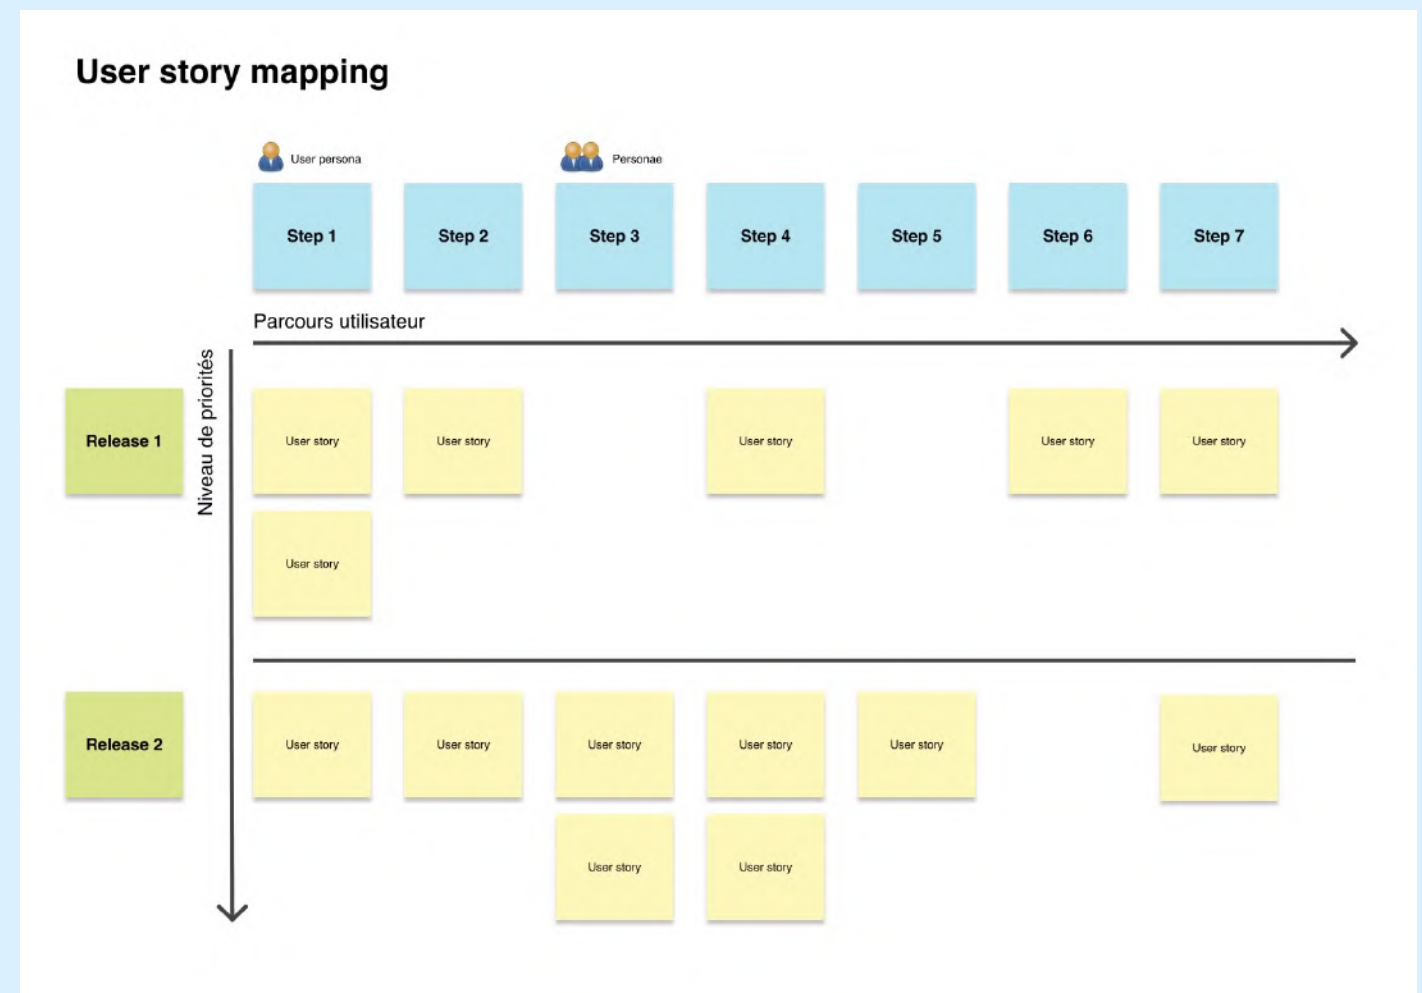 User story mapping
User persona
Personae
Step 1
Step 2
Step 3
Step 4
Step 5
Step 6
Step 7
Parcours utilisateur
Niveau de priorités
Release 1
User story
User story
User story
User story
User story
User story
Release 2
User story
User story
User story
User story
User story
User story
User story
User story